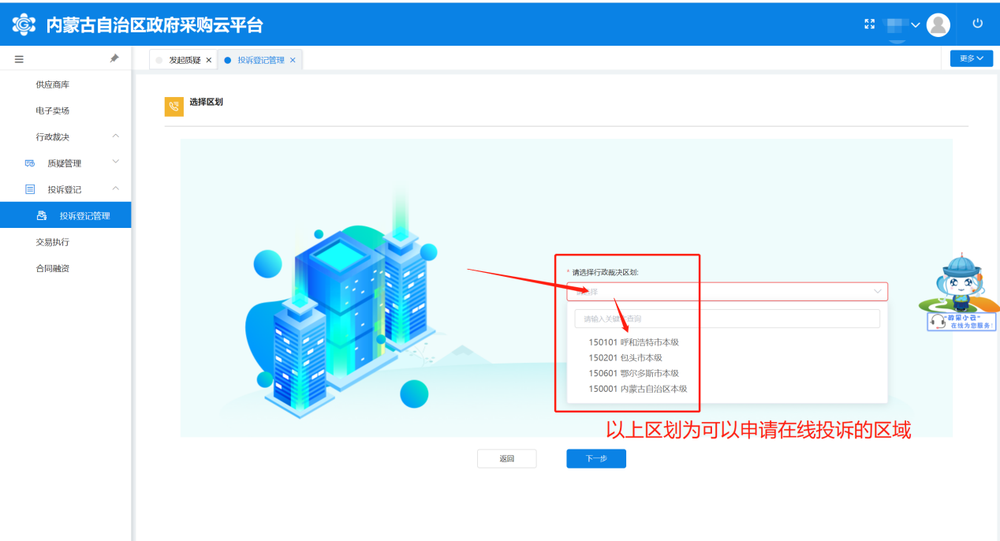 内蒙古自治区政府采购云平台
发起质疑
投诉登记管理
更多
供应商库
电子卖场
行政裁决
质疑管理
投诉登记
投诉登记管理
交易执行
合同融资
选择区划
* 请选择行政裁决区划:
请选择
请输入关键字查询
150101 呼和浩特市本级
150201 包头市本级
150601 鄂尔多斯市本级
150001 内蒙古自治区本级
以上区划为可以申请在线投诉的区域
返回
下一步
"政采小云"
在线为您服务!